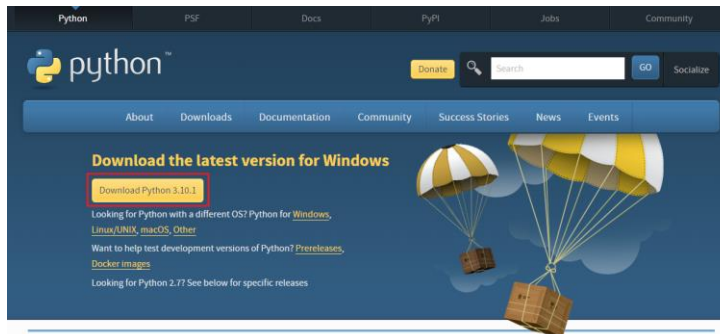 Python PSF Docs PyPI Jobs Community
python™
Donate Search GO Socialize
About Downloads Documentation Community Success Stories News Events
Download the latest version for Windows
Download Python 3.10.1
Looking for Python with a different OS? Python for Windows,
Linux/UNIX, macOS, Other
Want to help test development versions of Python? Prereleases,
Docker images
Looking for Python 2.7? See below for specific releases